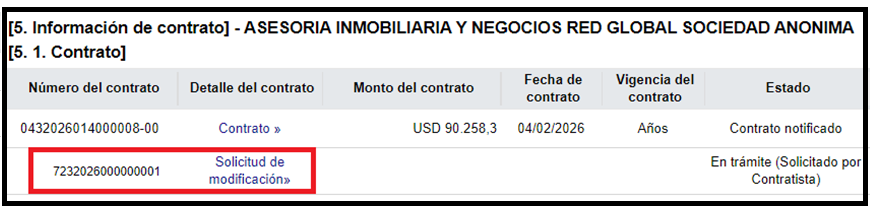 [5. Información de contrato] - ASESORIA INMOBILIARIA Y NEGOCIOS RED GLOBAL SOCIEDAD ANONIMA
[5. 1. Contrato]
Número del contrato Detalle del contrato Monto del contrato Fecha de contrato Vigencia del contrato Estado
0432026014000008-00 Contrato » USD 90.258,3 04/02/2026 Años Contrato notificado
7232026000000001 Solicitud de modificación» En trámite (Solicitado por Contratista)